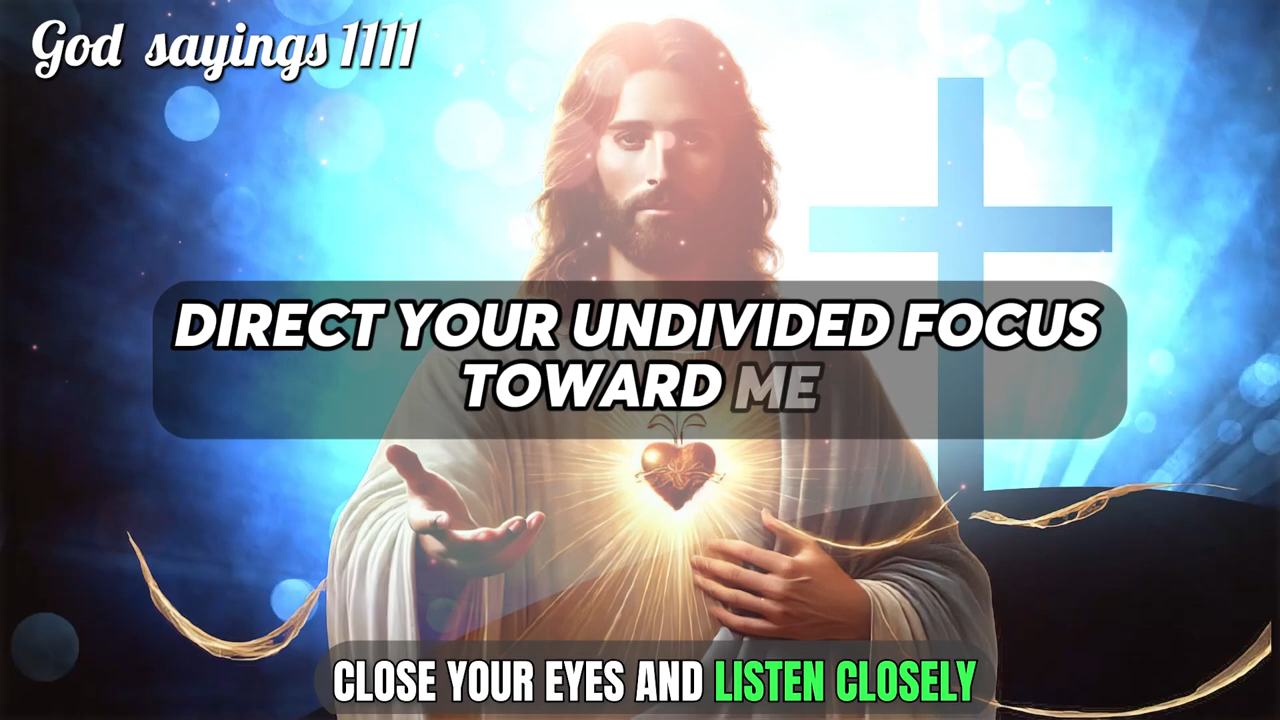 God sayings 1111
DIRECT YOUR UNDIVIDED FOCUS
TOWARD ME
CLOSE YOUR EYES AND LISTEN CLOSELY